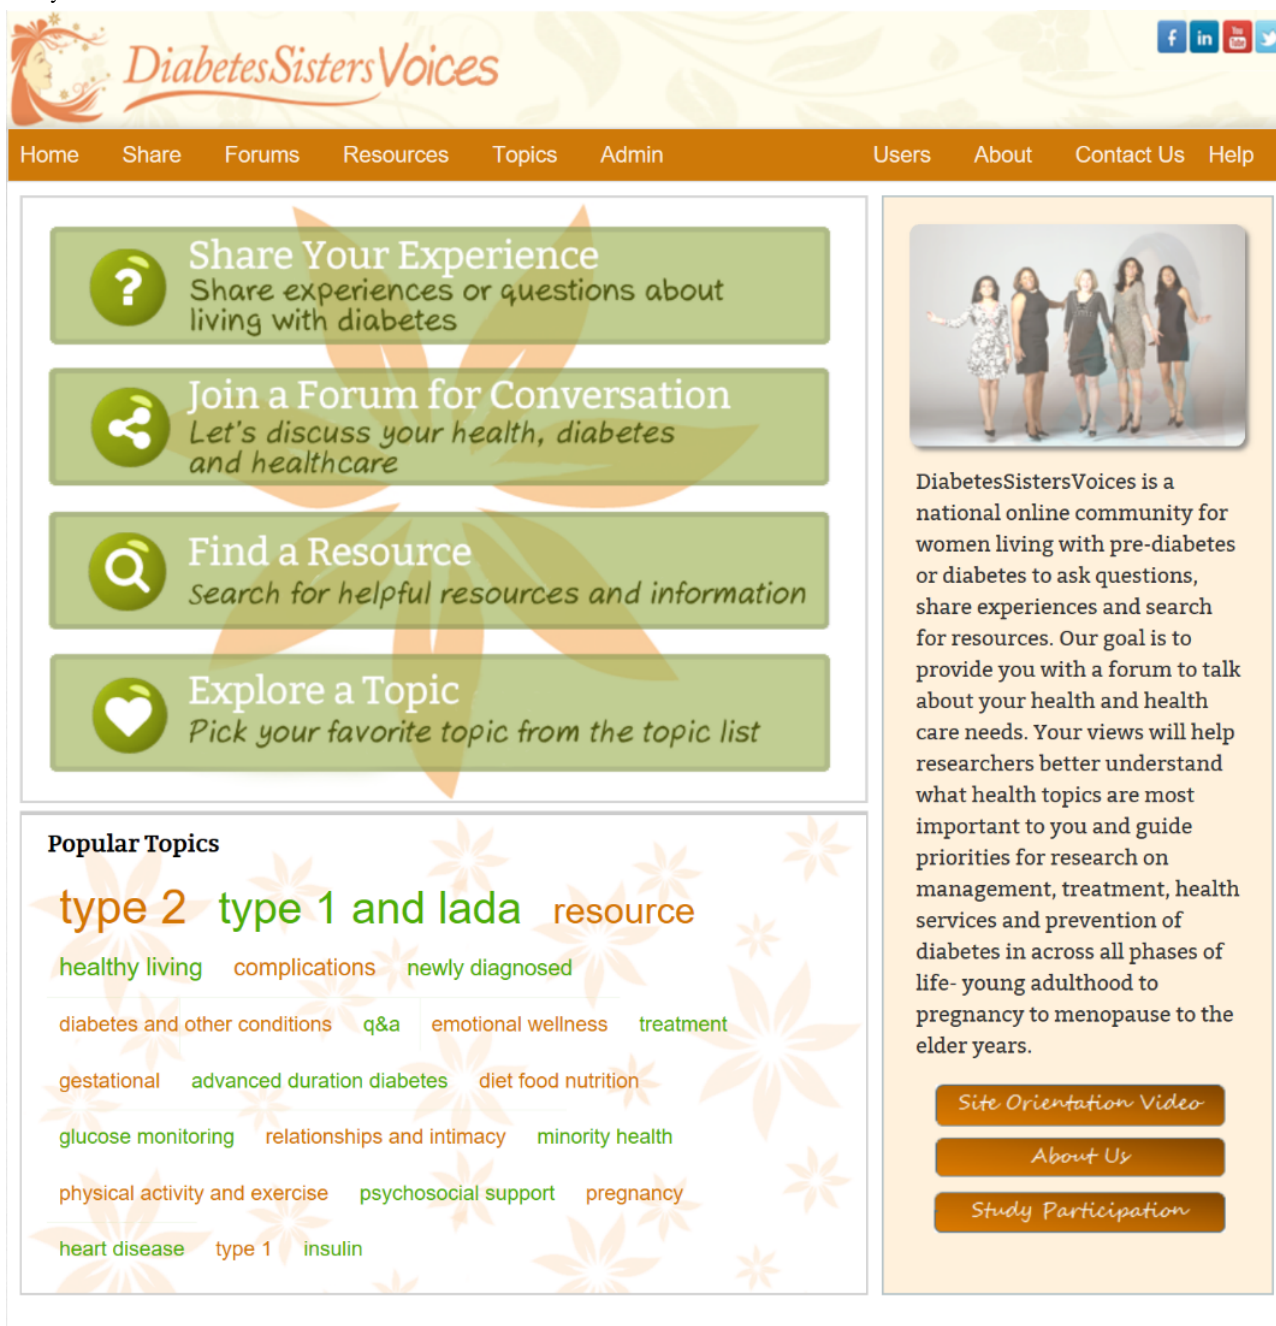 DiabetesSistersVoices
f in You Tube
Home Share Forums Resources Topics Admin Users About Contact Us Help
Share Your Experience
Share experiences or questions about
living with diabetes
Join a Forum for Conversation
Let's discuss your health, diabetes
and healthcare
Find a Resource
Search for helpful resources and information
Explore a Topic
Pick your favorite topic from the topic list
Popular Topics
type 2 type 1 and lada resource
healthy living complications newly diagnosed
diabetes and other conditions q&a emotional wellness treatment
gestational advanced duration diabetes diet food nutrition
glucose monitoring relationships and intimacy minority health
physical activity and exercise psychosocial support pregnancy
heart disease type 1 insulin
DiabetesSistersVoices is a
national online community for
women living with pre-diabetes
or diabetes to ask questions,
share experiences and search
for resources. Our goal is to
provide you with a forum to talk
about your health and health
care needs. Your views will help
researchers better understand
what health topics are most
important to you and guide
priorities for research on
management, treatment, health
services and prevention of
diabetes in across all phases of
life- young adulthood to
pregnancy to menopause to the
elder years.
Site Orientation Video
About Us
Study Participation